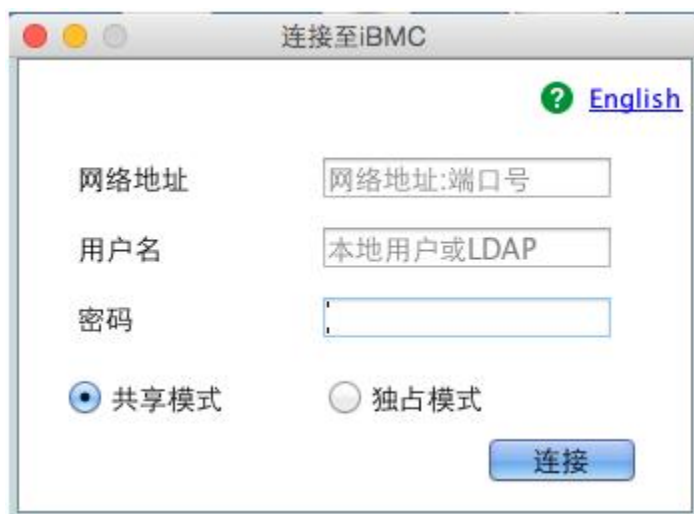 连接至iBMC
? English
网络地址 网络地址:端口号
用户名 本地用户或LDAP
密码
共享模式 独占模式
连接